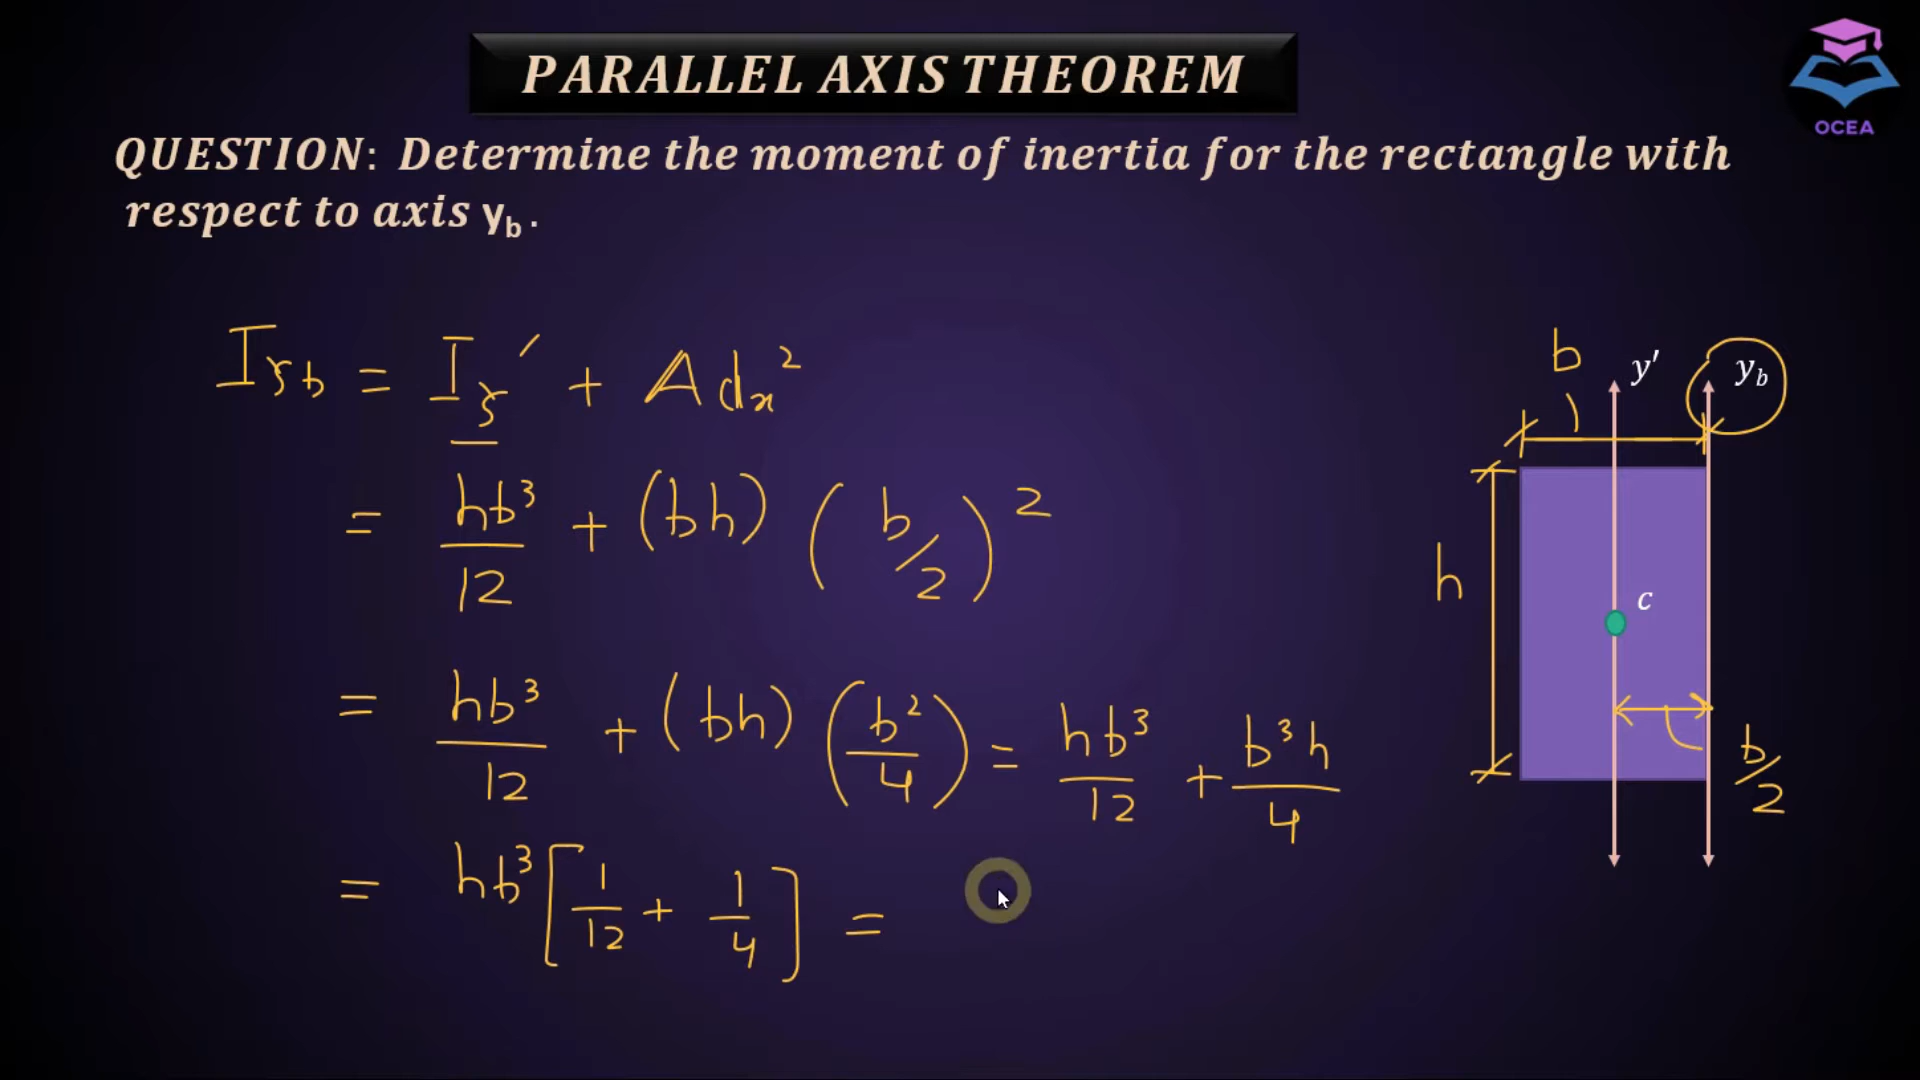 PARALLEL AXIS THEOREM
OCEA
QUESTION: Determine the moment of inertia for the rectangle with
respect to axis y_b.
I_yb = I_y' + A d_x²
= hb³/12 + (bh) (b/2)²
= hb³/12 + (bh) (b²/4) = hb³/12 + b³h/4
= hb³ [1/12 + 1/4] =
b
y'
y_b
h
c
b/2